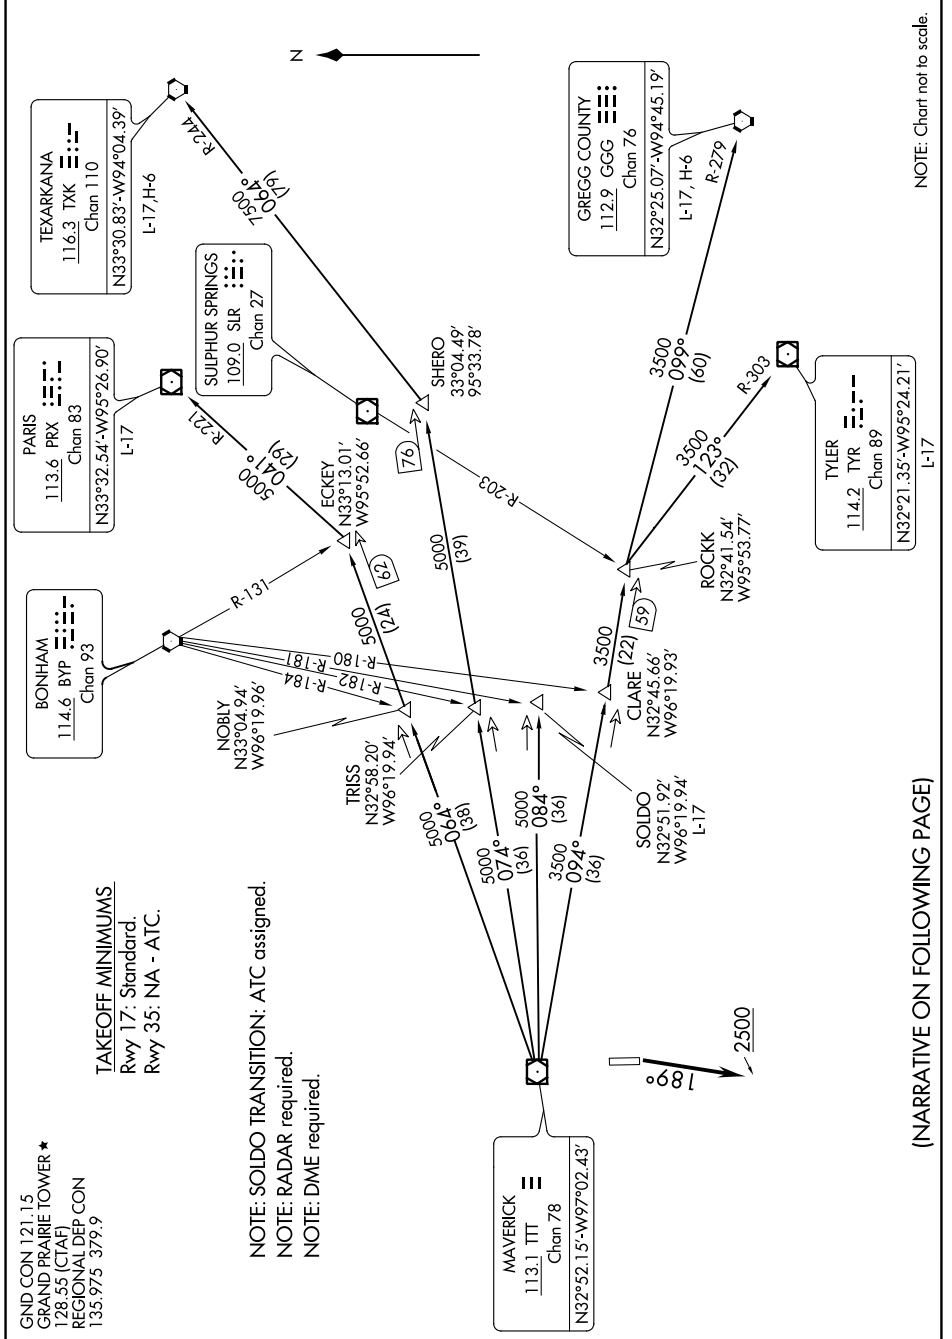 GND CON 121.15
GRAND PRAIRIE TOWER ★
128.55 (CTAF)
REGIONAL DEP CON
135.975 379.9
TAKEOFF MINIMUMS
Rwy 17: Standard.
Rwy 35: NA - ATC.
NOTE: SOLDO TRANSITION: ATC assigned.
NOTE: RADAR required.
NOTE: DME required.
BONHAM
114.6 BYP
Chan 93
PARIS
113.6 PRX
Chan 83
N33°32.54′-W95°26.90′
L-17
TEXARKANA
116.3 TXK
Chan 110
N33°30.83′-W94°04.39′
L-17,H-6
SULPHUR SPRINGS
109.0 SLR
Chan 27
N
R-244
7500
064°
(79)
R-221
5000
041°
(29)
R-131
R-184
R-182
R-181
R-180
NOBLY
N33°04.94′
W96°19.96′
ECKEY
N33°13.01′
W95°52.66′
62
5000
(24)
SHERO
33°04.49′
95°33.78′
76
5000
(39)
R-203
TRISS
N32°58.20′
W96°19.94′
5000
064°
(38)
5000
074°
(36)
5000
084°
(36)
3500
094°
(36)
SOLDO
N32°51.92′
W96°19.94′
L-17
CLARE
N32°45.66′
W96°19.93′
3500
(22)
59
ROCKK
N32°41.54′
W95°53.77′
3500
099°
(60)
R-279
3500
123°
(32)
R-303
GREGG COUNTY
112.9 GGG
Chan 76
N32°25.07′-W94°45.19′
L-17, H-6
TYLER
114.2 TYR
Chan 89
N32°21.35′-W95°24.21′
L-17
MAVERICK
113.1 TTT
Chan 78
N32°52.15′-W97°02.43′
189°
2500
(NARRATIVE ON FOLLOWING PAGE)
NOTE: Chart not to scale.